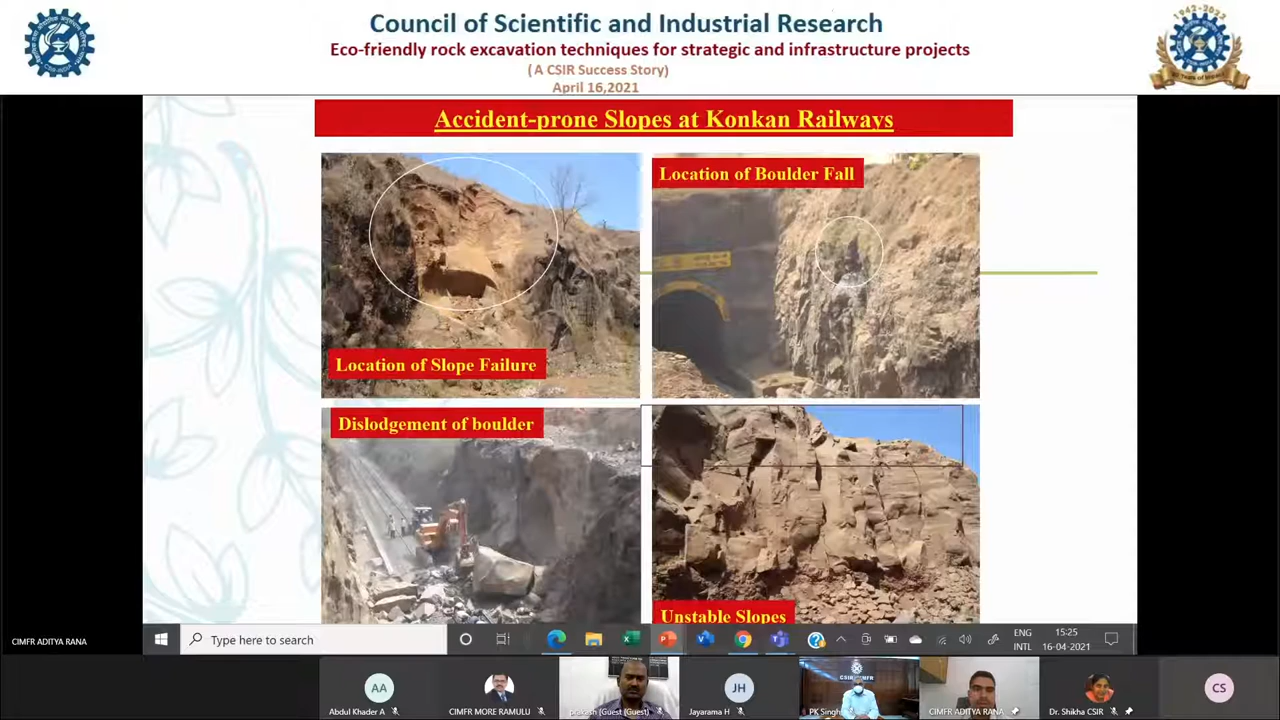 Council of Scientific and Industrial Research
Eco-friendly rock excavation techniques for strategic and infrastructure projects
(A CSIR Success Story)
April 16,2021
1942-2022
Accident-prone Slopes at Konkan Railways
Location of Boulder Fall
Location of Slope Failure
Dislodgement of boulder
Unstable Slopes
CIMFR ADITYA RANA
Type here to search
ENG
INTL
15:25
16-04-2021
AA
JH
CS
Abdul Khader A
CIMFR MORE RAMULU
prakash (Guest (Guest)
Jayarama H
PK Singh
CIMFR ADITYA RANA
Dr. Shikha CSIR